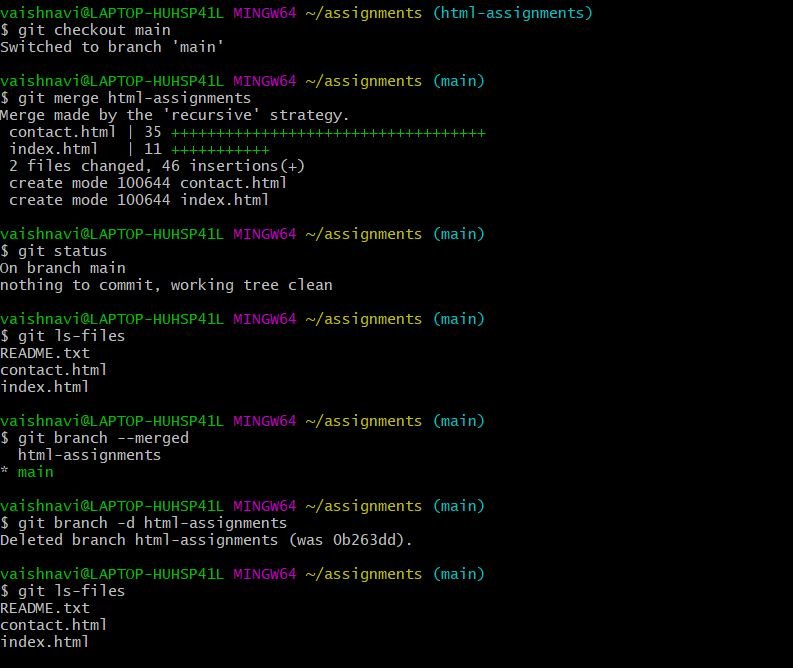 vaishnavi@LAPTOP-HUHSP41L MINGW64 ~/assignments (html-assignments)
$ git checkout main
Switched to branch 'main'
vaishnavi@LAPTOP-HUHSP41L MINGW64 ~/assignments (main)
$ git merge html-assignments
Merge made by the 'recursive' strategy.
 contact.html | 35 +++++++++++++++++++++++++++++++++++
 index.html   | 11 +++++++++++
 2 files changed, 46 insertions(+)
 create mode 100644 contact.html
 create mode 100644 index.html
vaishnavi@LAPTOP-HUHSP41L MINGW64 ~/assignments (main)
$ git status
On branch main
nothing to commit, working tree clean
vaishnavi@LAPTOP-HUHSP41L MINGW64 ~/assignments (main)
$ git ls-files
README.txt
contact.html
index.html
vaishnavi@LAPTOP-HUHSP41L MINGW64 ~/assignments (main)
$ git branch --merged
  html-assignments
* main
vaishnavi@LAPTOP-HUHSP41L MINGW64 ~/assignments (main)
$ git branch -d html-assignments
Deleted branch html-assignments (was 0b263dd).
vaishnavi@LAPTOP-HUHSP41L MINGW64 ~/assignments (main)
$ git ls-files
README.txt
contact.html
index.html